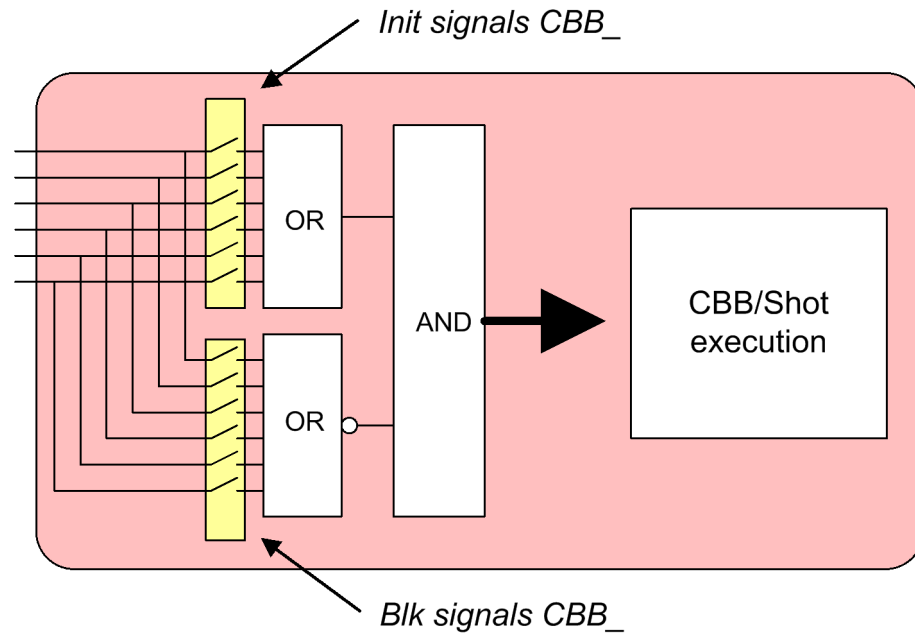 Init signals CBB_
OR
AND
CBB/Shot
execution
OR
Blk signals CBB_